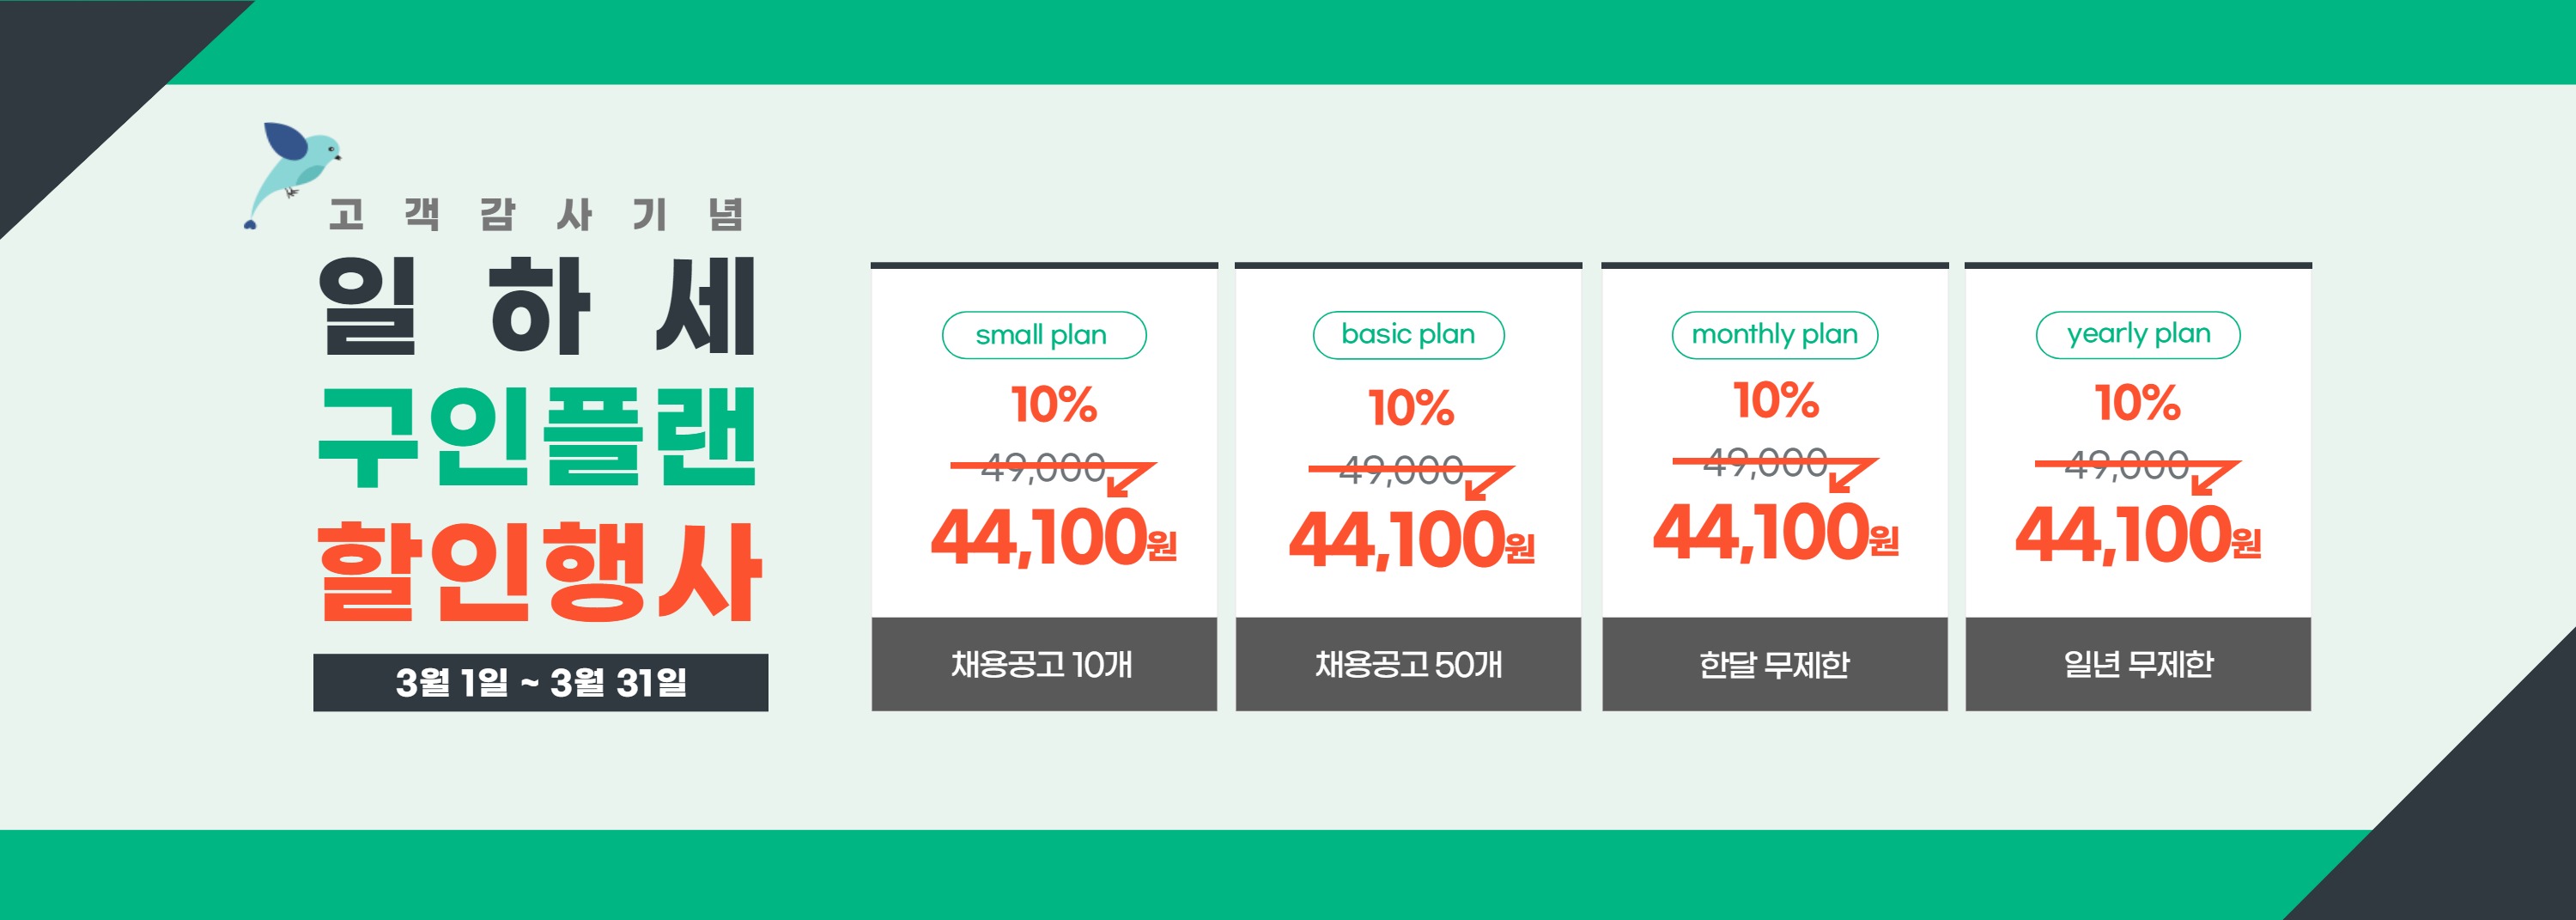 고객감사기념
일하세
구인플랜
할인행사
3월 1일 ~ 3월 31일
small plan
10%
49,000
44,100원
채용공고 10개
basic plan
10%
49,000
44,100원
채용공고 50개
monthly plan
10%
49,000
44,100원
한달 무제한
yearly plan
10%
49,000
44,100원
일년 무제한